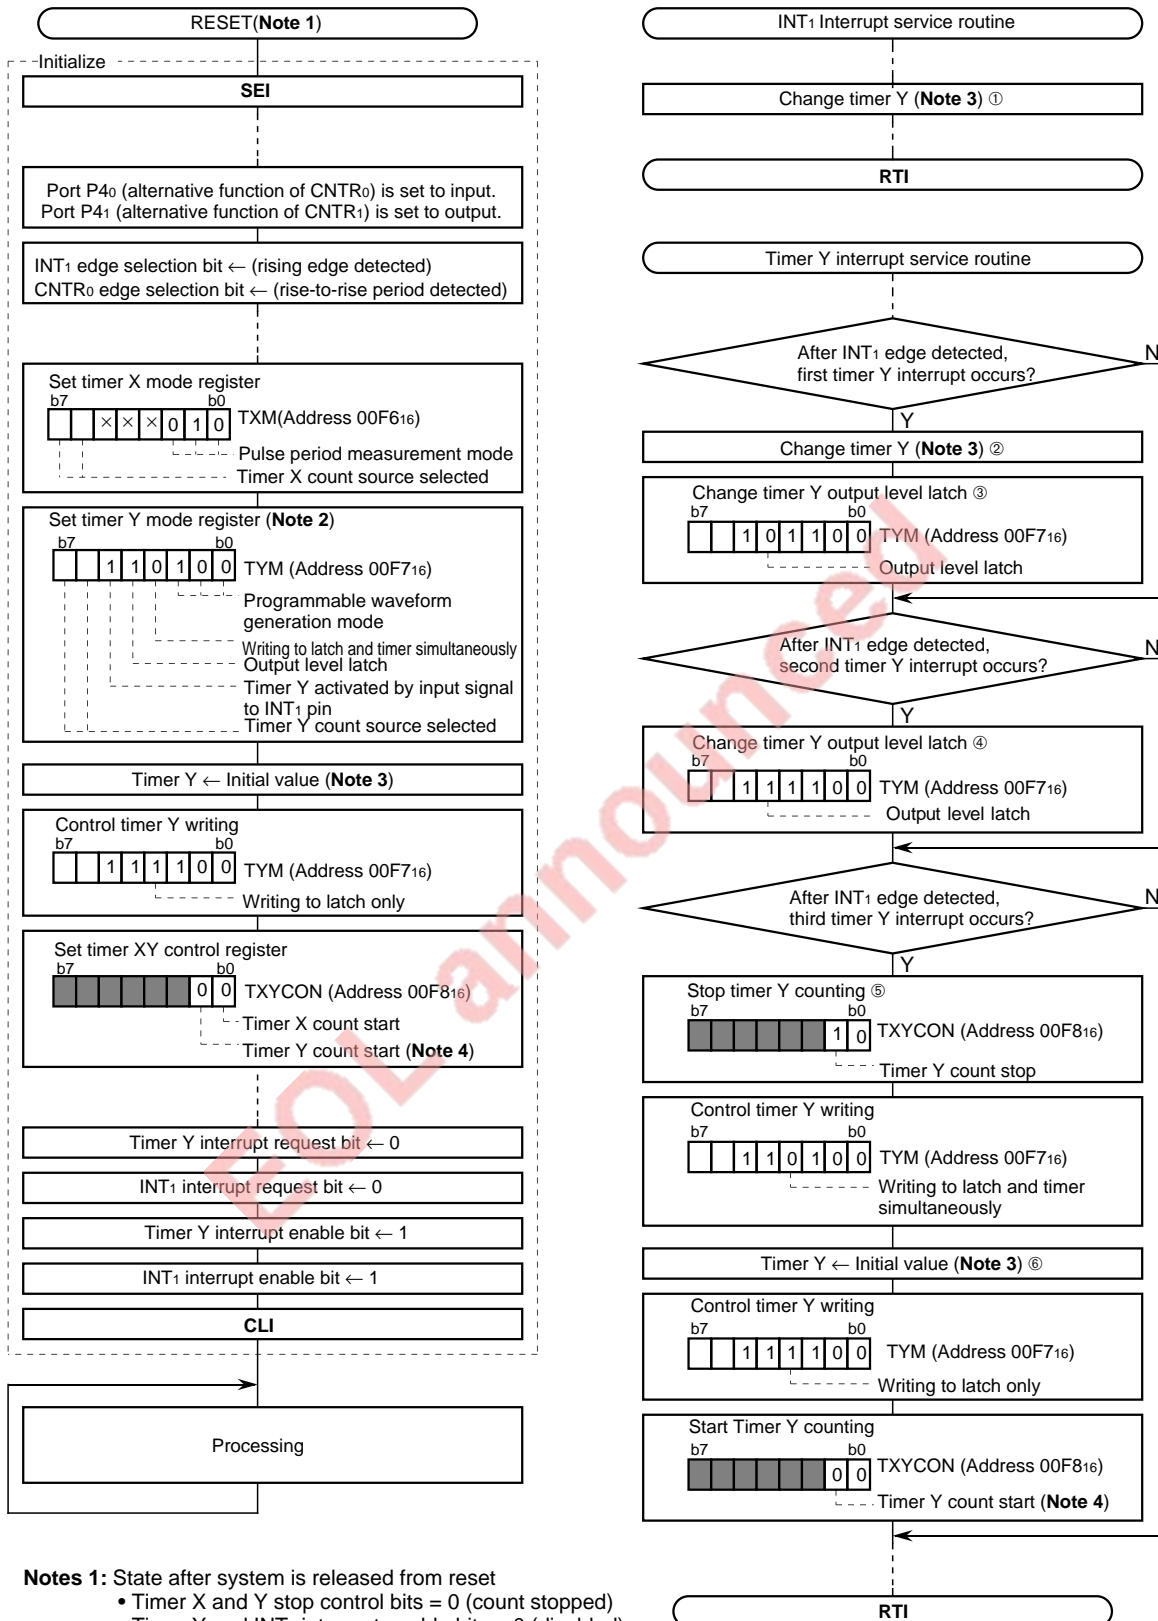 RESET(Note 1)
Initialize
SEI
Port P40 (alternative function of CNTR0) is set to input.
Port P41 (alternative function of CNTR1) is set to output.
INT1 edge selection bit ← (rising edge detected)
CNTR0 edge selection bit ← (rise-to-rise period detected)
Set timer X mode register
b7 b0
× × × 0 1 0 TXM(Address 00F616)
Pulse period measurement mode
Timer X count source selected
Set timer Y mode register (Note 2)
b7 b0
1 1 0 1 0 0 TYM (Address 00F716)
Programmable waveform
generation mode
Writing to latch and timer simultaneously
Output level latch
Timer Y activated by input signal
to INT1 pin
Timer Y count source selected
Timer Y ← Initial value (Note 3)
Control timer Y writing
b7 b0
1 1 1 1 0 0 TYM (Address 00F716)
Writing to latch only
Set timer XY control register
b7 b0
0 0 TXYCON (Address 00F816)
Timer X count start
Timer Y count start (Note 4)
Timer Y interrupt request bit ← 0
INT1 interrupt request bit ← 0
Timer Y interrupt enable bit ← 1
INT1 interrupt enable bit ← 1
CLI
Processing
Notes 1: State after system is released from reset
• Timer X and Y stop control bits = 0 (count stopped)
INT1 Interrupt service routine
Change timer Y (Note 3) ①
RTI
Timer Y interrupt service routine
After INT1 edge detected,
first timer Y interrupt occurs?
N
Y
Change timer Y (Note 3) ②
Change timer Y output level latch ③
b7 b0
1 0 1 1 0 0 TYM (Address 00F716)
Output level latch
After INT1 edge detected,
second timer Y interrupt occurs?
N
Y
Change timer Y output level latch ④
b7 b0
1 1 1 1 0 0 TYM (Address 00F716)
Output level latch
After INT1 edge detected,
third timer Y interrupt occurs?
N
Y
Stop timer Y counting ⑤
b7 b0
1 0 TXYCON (Address 00F816)
Timer Y count stop
Control timer Y writing
b7 b0
1 1 0 1 0 0 TYM (Address 00F716)
Writing to latch and timer
simultaneously
Timer Y ← Initial value (Note 3) ⑥
Control timer Y writing
b7 b0
1 1 1 1 0 0 TYM (Address 00F716)
Writing to latch only
Start Timer Y counting
b7 b0
0 0 TXYCON (Address 00F816)
Timer Y count start (Note 4)
RTI
EOL announced